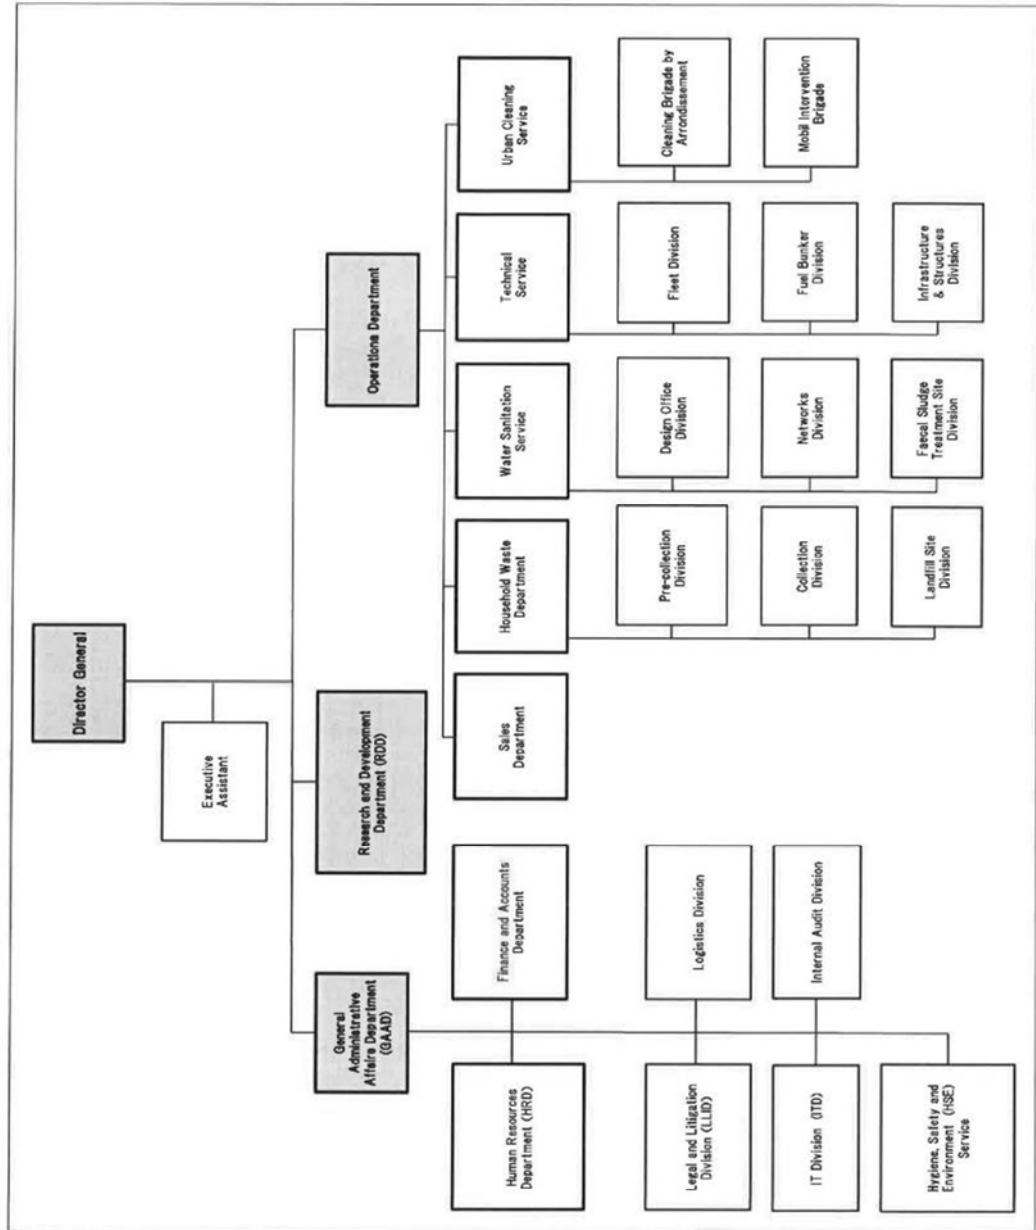 Director General
Executive
Assistant
General
Administrative
Affairs Department
(GAAD)
Research and Development
Department (RDD)
Operations Department
Human Resources
Department (HRD)
Finance and Accounts
Department
Legal and Litigation
Division (LLID)
Logistics Division
IT Division (ITD)
Internal Audit Division
Hygiene, Safety and
Environment (HSE)
Service
Sales
Department
Household Waste
Department
Pre-collection
Division
Collection
Division
Landfill Site
Division
Water Sanitation
Service
Design Office
Division
Networks
Division
Faecal Sludge
Treatment Site
Division
Technical
Service
Fleet Division
Fuel Bunker
Division
Infrastructure
& Structures
Division
Urban Cleaning
Service
Cleaning Brigade by
Arrondissement
Mobil Intervention
Brigade